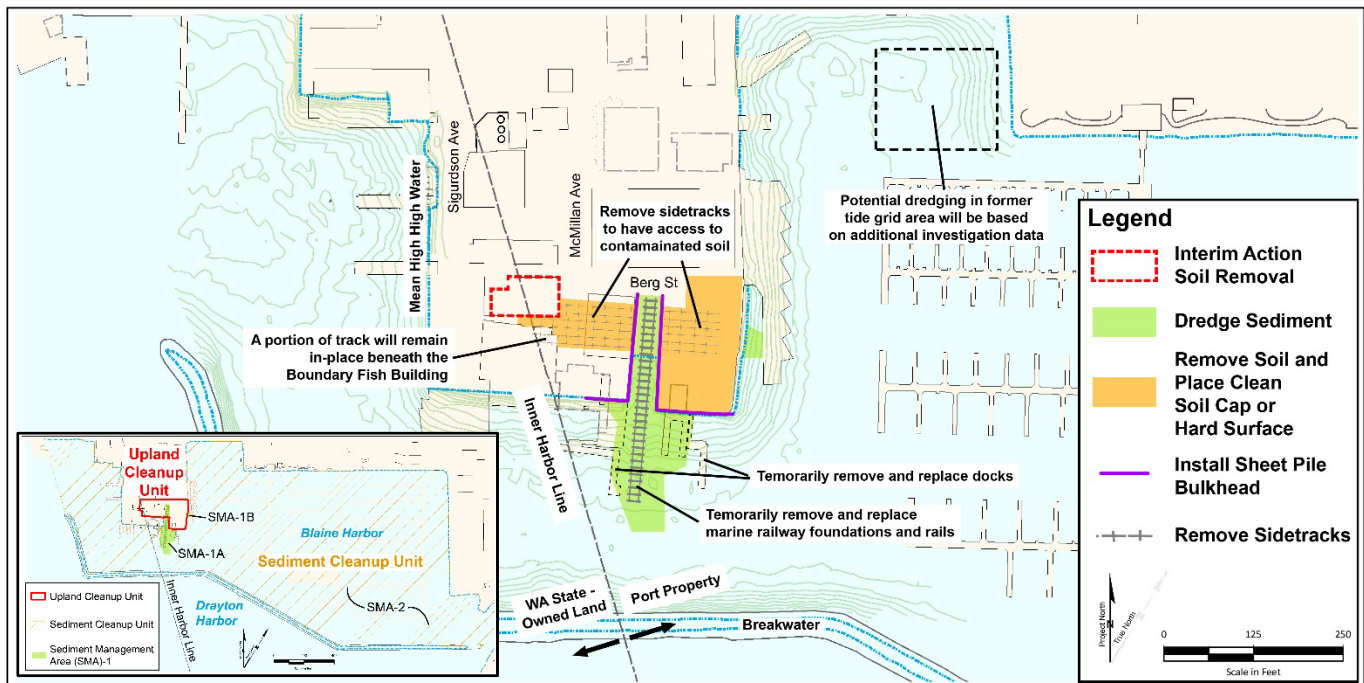 Sigurdson Ave
Mean High High Water
McMillan Ave
Remove sidetracks
to have access to
contamainated soil
Berg St
A portion of track will remain
in-place beneath the
Boundary Fish Building
Inner Harbor Line
Potential dredging in former
tide grid area will be based
on additional investigation data
Temorarily remove and replace docks
Temorarily remove and replace
marine railway foundations and rails
WA State -
Owned Land
Port Property
Breakwater
Legend
Interim Action
Soil Removal
Dredge Sediment
Remove Soil and
Place Clean
Soil Cap or
Hard Surface
Install Sheet Pile
Bulkhead
Remove Sidetracks
Project North
N
True North
0 125 250
Scale in Feet
Upland
Cleanup
Unit
SMA-1B
SMA-1A
Blaine Harbor
Sediment Cleanup Unit
SMA-2
Drayton
Harbor
Inner Harbor Line
Upland Cleanup Unit
Sediment Cleanup Unit
Sediment Management
Area (SMA)-1